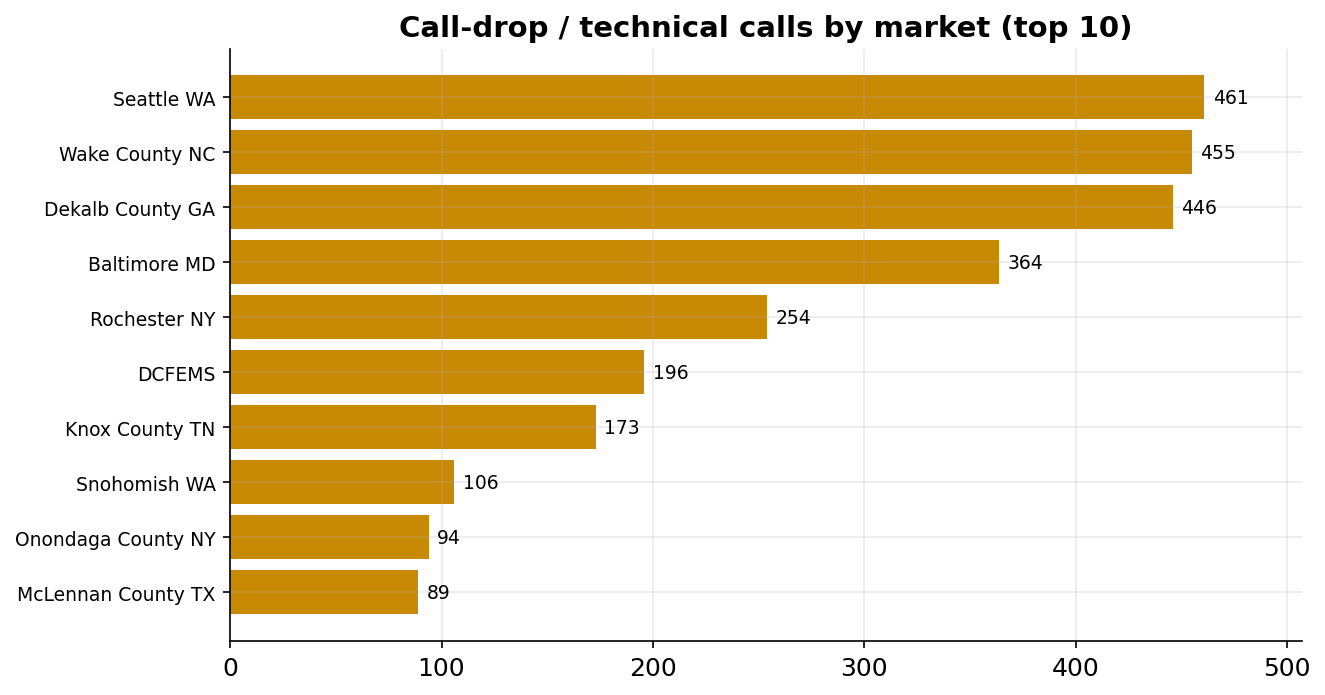 Call-drop / technical calls by market (top 10)
Seattle WA 461
Wake County NC 455
Dekalb County GA 446
Baltimore MD 364
Rochester NY 254
DCFEMS 196
Knox County TN 173
Snohomish WA 106
Onondaga County NY 94
McLennan County TX 89
0 100 200 300 400 500